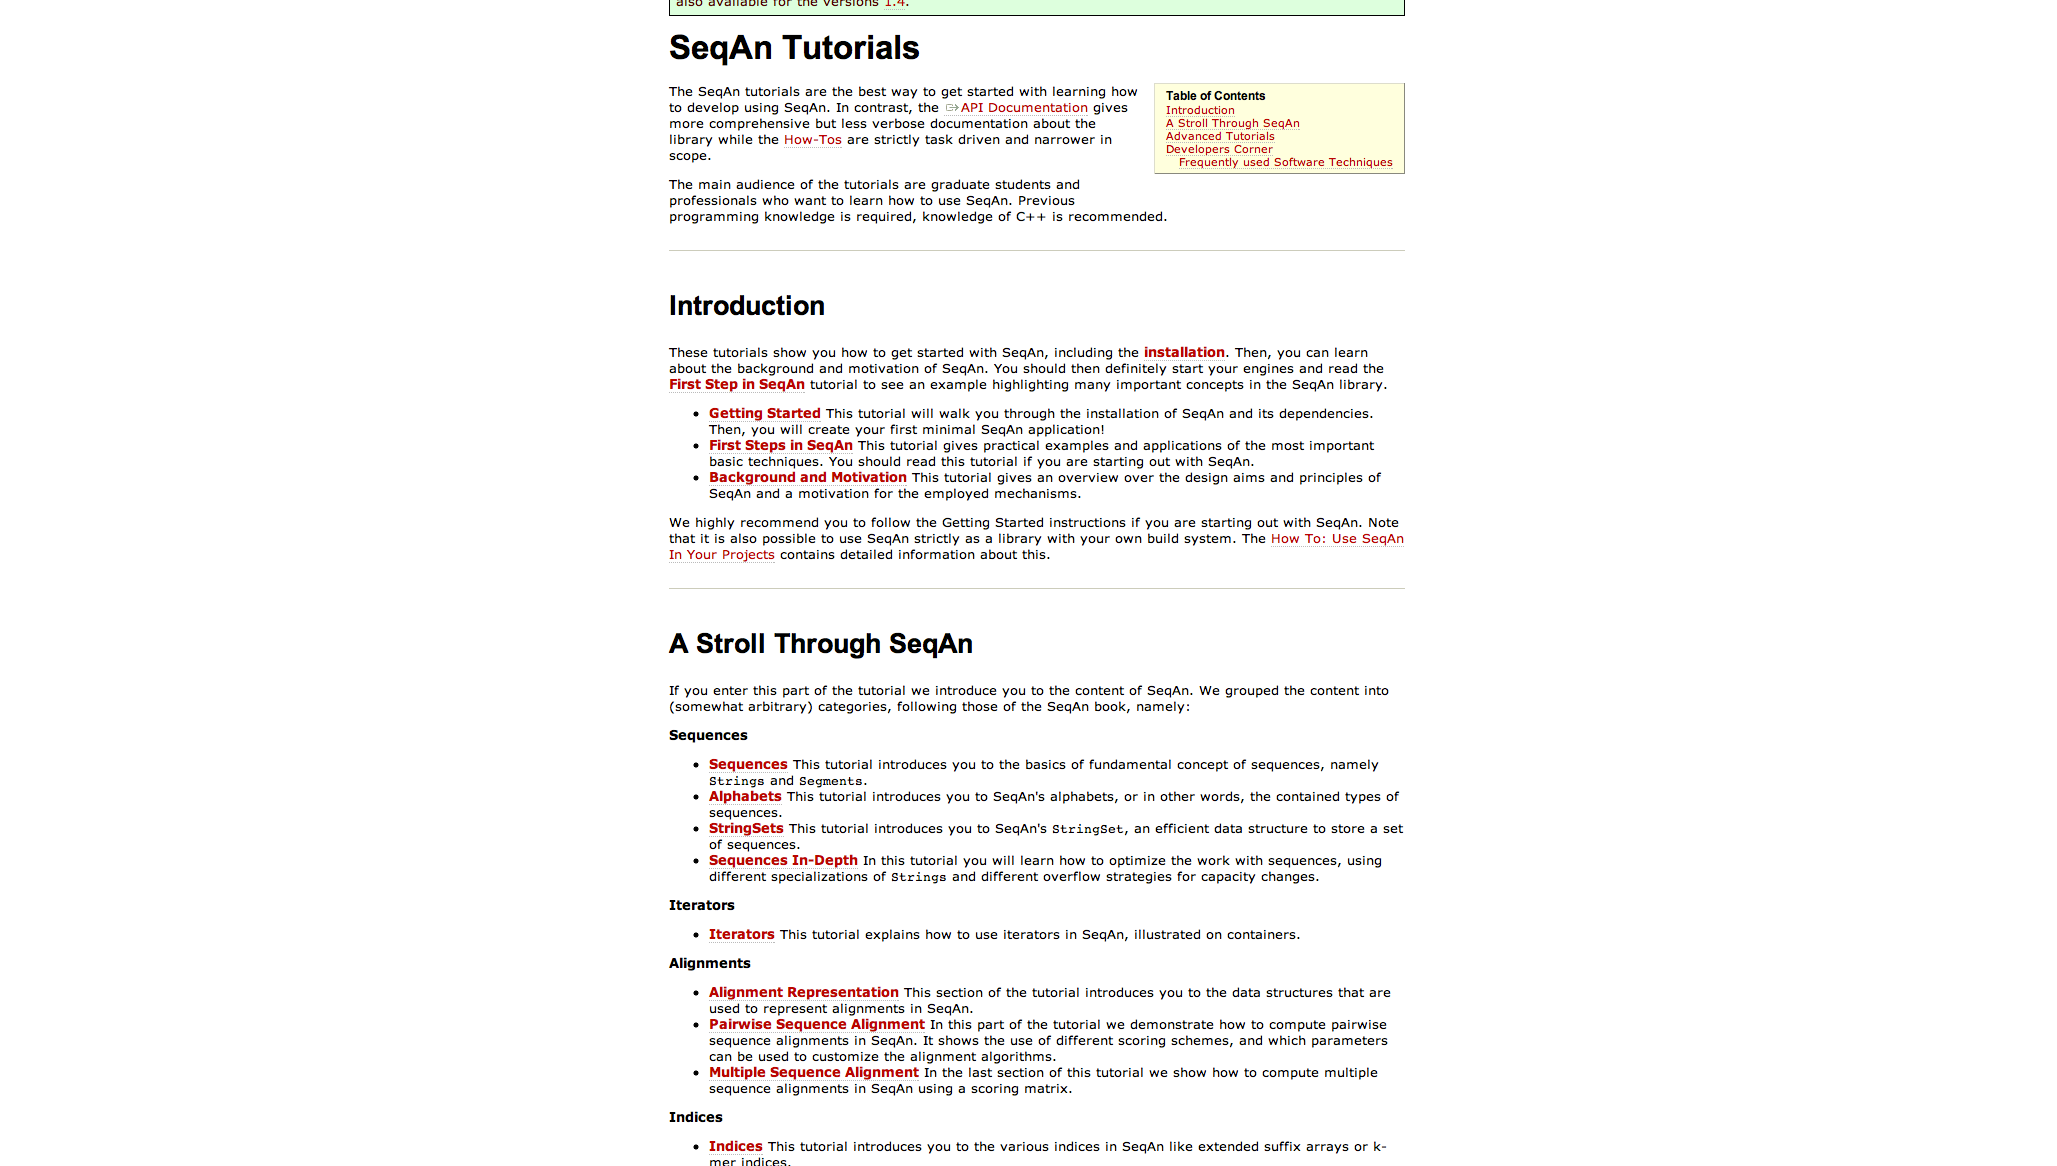 also available for the versions 1.4.
SeqAn Tutorials
The SeqAn tutorials are the best way to get started with learning how
to develop using SeqAn. In contrast, the API Documentation gives
more comprehensive but less verbose documentation about the
library while the How-Tos are strictly task driven and narrower in
scope.
Table of Contents
Introduction
A Stroll Through SeqAn
Advanced Tutorials
Developers Corner
Frequently used Software Techniques
The main audience of the tutorials are graduate students and
professionals who want to learn how to use SeqAn. Previous
programming knowledge is required, knowledge of C++ is recommended.
Introduction
These tutorials show you how to get started with SeqAn, including the installation. Then, you can learn
about the background and motivation of SeqAn. You should then definitely start your engines and read the
First Step in SeqAn tutorial to see an example highlighting many important concepts in the SeqAn library.
• Getting Started This tutorial will walk you through the installation of SeqAn and its dependencies.
Then, you will create your first minimal SeqAn application!
• First Steps in SeqAn This tutorial gives practical examples and applications of the most important
basic techniques. You should read this tutorial if you are starting out with SeqAn.
• Background and Motivation This tutorial gives an overview over the design aims and principles of
SeqAn and a motivation for the employed mechanisms.
We highly recommend you to follow the Getting Started instructions if you are starting out with SeqAn. Note
that it is also possible to use SeqAn strictly as a library with your own build system. The How To: Use SeqAn
In Your Projects contains detailed information about this.
A Stroll Through SeqAn
If you enter this part of the tutorial we introduce you to the content of SeqAn. We grouped the content into
(somewhat arbitrary) categories, following those of the SeqAn book, namely:
Sequences
• Sequences This tutorial introduces you to the basics of fundamental concept of sequences, namely
Strings and Segments.
• Alphabets This tutorial introduces you to SeqAn's alphabets, or in other words, the contained types of
sequences.
• StringSets This tutorial introduces you to SeqAn's StringSet, an efficient data structure to store a set
of sequences.
• Sequences In-Depth In this tutorial you will learn how to optimize the work with sequences, using
different specializations of Strings and different overflow strategies for capacity changes.
Iterators
• Iterators This tutorial explains how to use iterators in SeqAn, illustrated on containers.
Alignments
• Alignment Representation This section of the tutorial introduces you to the data structures that are
used to represent alignments in SeqAn.
• Pairwise Sequence Alignment In this part of the tutorial we demonstrate how to compute pairwise
sequence alignments in SeqAn. It shows the use of different scoring schemes, and which parameters
can be used to customize the alignment algorithms.
• Multiple Sequence Alignment In the last section of this tutorial we show how to compute multiple
sequence alignments in SeqAn using a scoring matrix.
Indices
• Indices This tutorial introduces you to the various indices in SeqAn like extended suffix arrays or k-
mer indices.